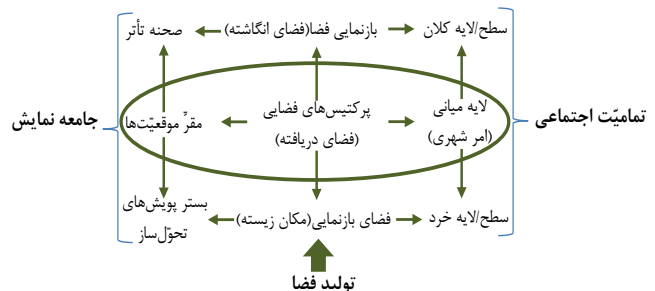 سطح/لایه کلان
بازنمایی فضا(فضای انگاشته)
صحنه تأتر
تمامیّت اجتماعی
لایه میانی
(امر شهری)
پرکتیس‌های فضایی
(فضای دریافته)
مقرِّ موقعیّت‌ها
جامعه نمایش
سطح/لایه خرد
فضای بازنمایی(مکان زیسته)
بستر پویش‌های
تحوّل‌ساز
تولید فضا